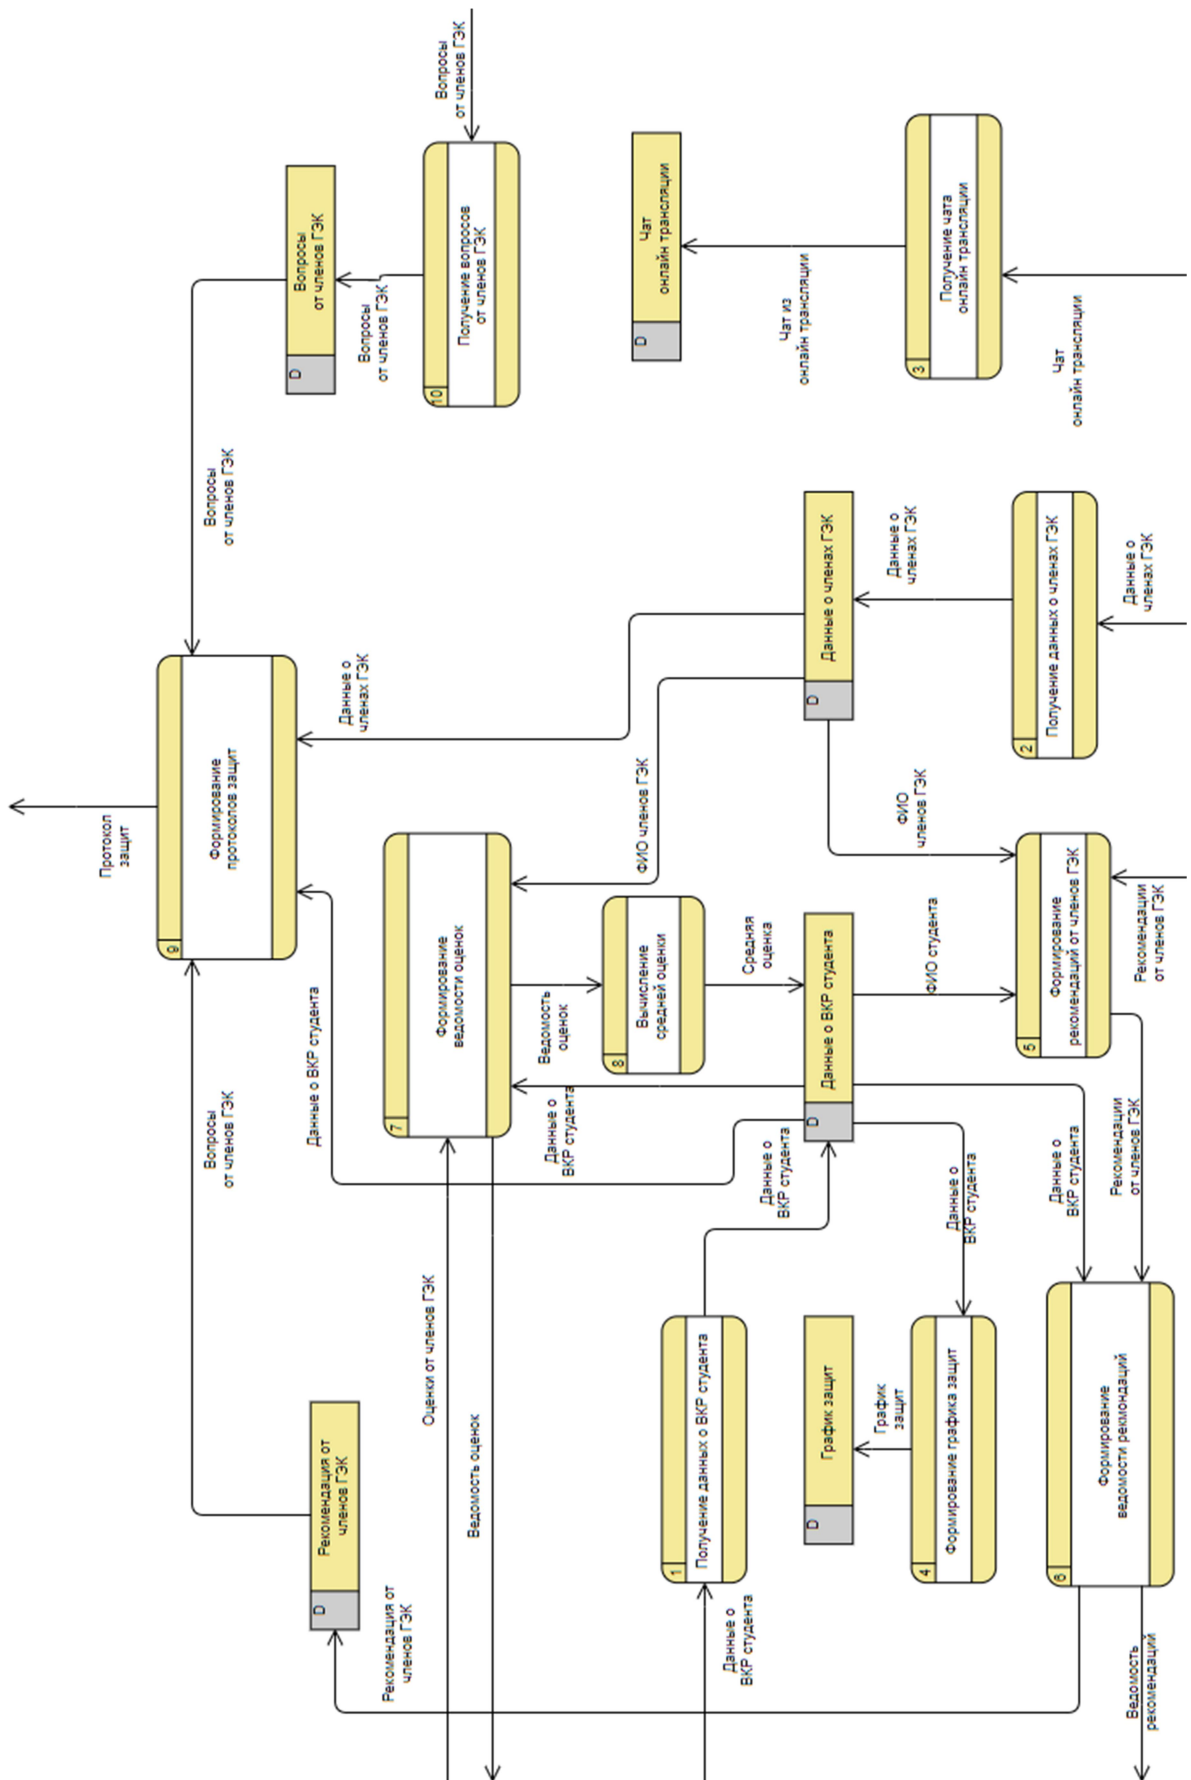 Протокол
защит
9
Формирование
протоколов защит
Вопросы
от членов ГЭК
Вопросы
от членов ГЭК
D
Рекомендация от
членов ГЭК
Данные о ВКР студента
Данные о
членах ГЭК
D
Вопросы
от членов ГЭК
Рекомендация от
членов ГЭК
Вопросы
от членов ГЭК
Оценки от членов ГЭК
7
Формирование
ведомости оценок
10
Получение вопросов
от членов ГЭК
Вопросы
от членов ГЭК
Ведомость оценок
Данные о
ВКР студента
Ведомость
оценок
8
Вычисление
средней оценки
ФИО членов ГЭК
D
Чат
онлайн трансляции
1
Получение данных о ВКР студента
Данные о
ВКР студента
Данные о
ВКР студента
Средняя
оценка
Чат из
онлайн трансляции
D
График защит
D
Данные о ВКР студента
D
Данные о членах ГЭК
График
защит
Данные о
ВКР студента
ФИО студента
ФИО
членов ГЭК
Данные о
членах ГЭК
4
Формирование графика защит
3
Получение чата
онлайн трансляции
5
Формирование
рекомендаций от членов ГЭК
2
Получение данных о членах ГЭК
Данные о
ВКР студента
Чат
онлайн трансляции
6
Формирование
ведомости рекмондаций
Рекомендации
от членов ГЭК
Рекомендации
от членов ГЭК
Данные о
членах ГЭК
Ведомость
рекомендаций